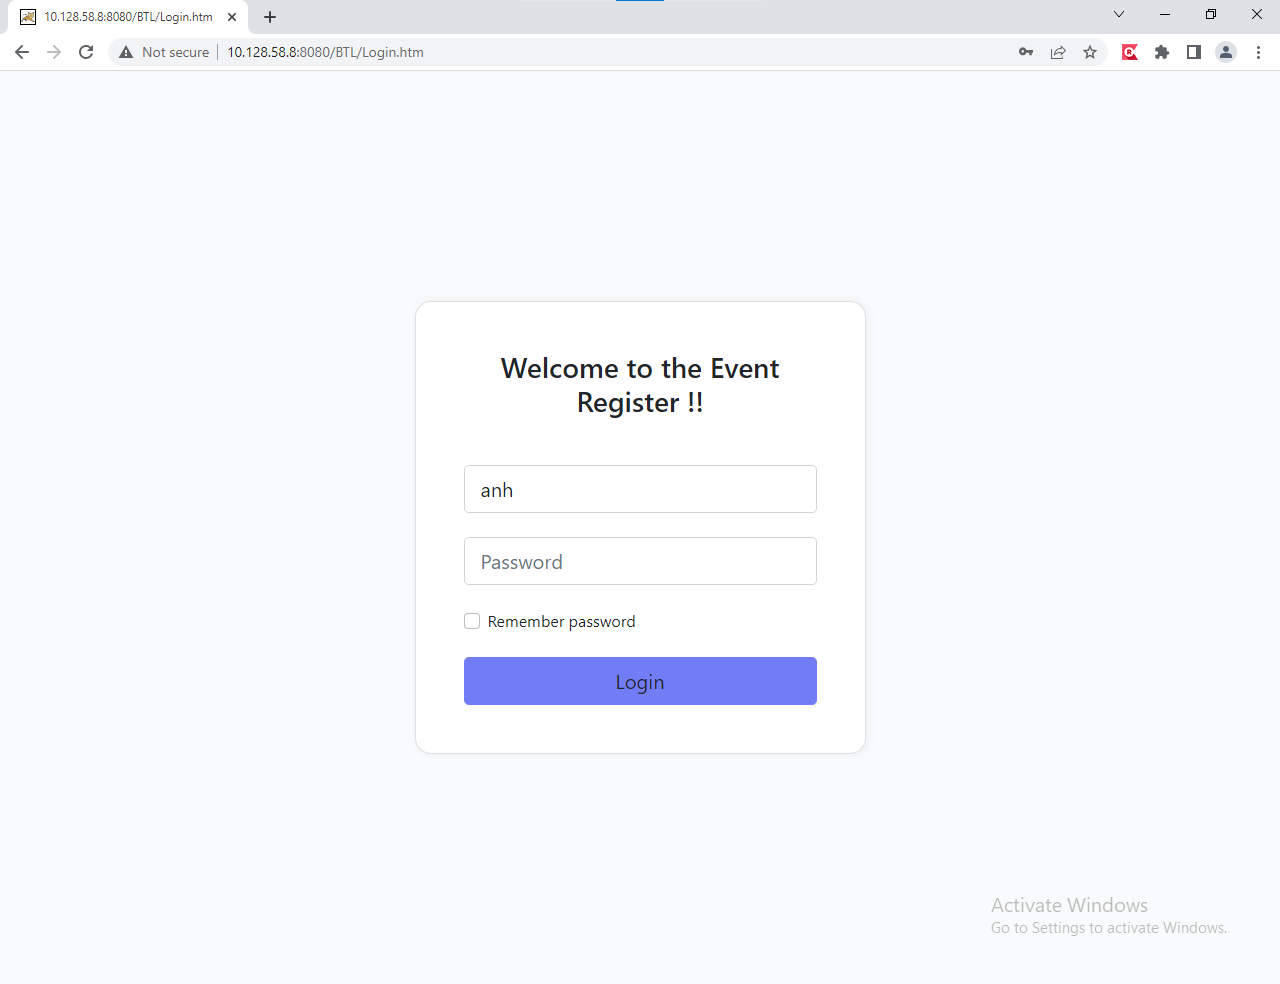 10.128.58.8:8080/BTL/Login.htm
Not secure
10.128.58.8:8080/BTL/Login.htm
Welcome to the Event
Register !!
anh
Password
Remember password
Login
Activate Windows
Go to Settings to activate Windows.